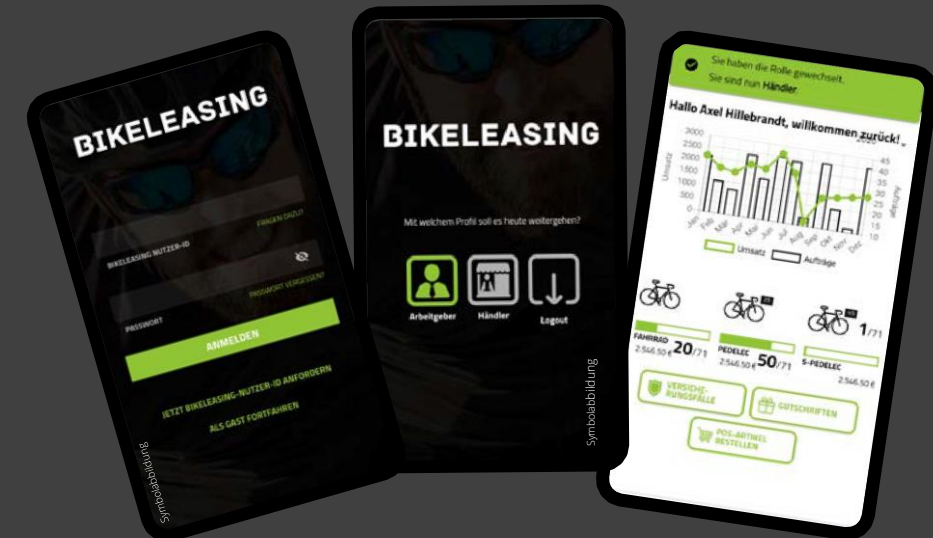 BIKELEASING
FRAGEN DAZU?
BIKELEASING NUTZER-ID
PASSWORT VERGESSEN?
PASSWORT
ANMELDEN
JETZT BIKELEASING-NUTZER-ID ANFORDERN
ALS GAST FORTFAHREN
Symbolabbildung
BIKELEASING
Mit welchem Profil soll es heute weitergehen?
Arbeitgeber
Händler
Logout
Symbolabbildung
Sie haben die Rolle gewechselt.
Sie sind nun Händler.
Hallo Axel Hillebrandt, willkommen zurück!
2020
3000
2500
2000
1500
1000
500
0
Umsatz
45
40
35
30
25
20
15
10
Aufträge
Jan
Feb
Mär
Apr
Mai
Jun
Jul
Aug
Sep
Okt
Nov
Dez
Umsatz
Aufträge
FAHRRAD 20/71
2.546.50 €
PEDELEC 50/71
2.546.50 €
1/71
S-PEDELEC
2.546.50 €
VERSICHE-
RUNGSFÄLLE
GUTSCHRIFTEN
POS-ARTIKEL
BESTELLEN